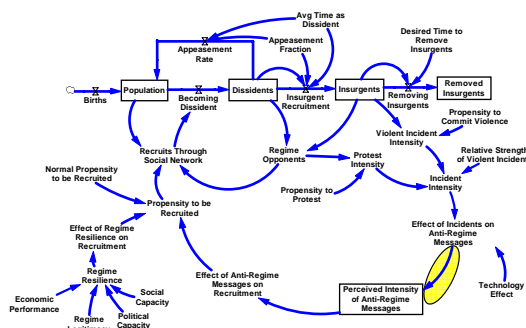 Avg Time as
Dissident
Appeasement
Fraction
Desired Time to
Remove
Insurgents
Appeasement
Rate
Population
Dissidents
Insurgents
Removed
Insurgents
Births
Becoming
Dissident
Insurgent
Recruitment
Removing
Insurgents
Propensity to
Commit Violence
Violent Incident
Intensity
Recruits Through
Social Network
Regime
Opponents
Protest
Intensity
Relative Strength
of Violent Incident
Normal Propensity
to be Recruited
Incident
Intensity
Propensity to be
Recruited
Propensity to
Protest
Effect of Regime
Resilience on
Recruitment
Effect of Incidents on
Anti-Regime
Messages
Regime
Resilience
Effect of Anti-Regime
Messages on
Recruitment
Technology
Effect
Economic
Performance
Social
Capacity
Perceived Intensity
of Anti-Regime
Messages
Political
Capacity
Regime